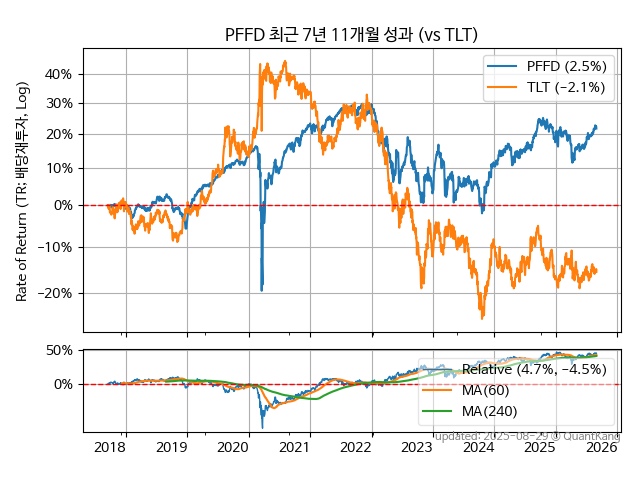 PFFD 최근 7년 11개월 성과 (vs TLT)
Rate of Return (TR: 배당재투자, Log)
40%
30%
20%
10%
0%
−10%
−20%
PFFD (2.5%)
TLT (−2.1%)
50%
0%
Relative (4.7%, −4.5%)
MA(60)
MA(240)
updated: 2025-08-29 @ QuantKang
2018 2019 2020 2021 2022 2023 2024 2025 2026